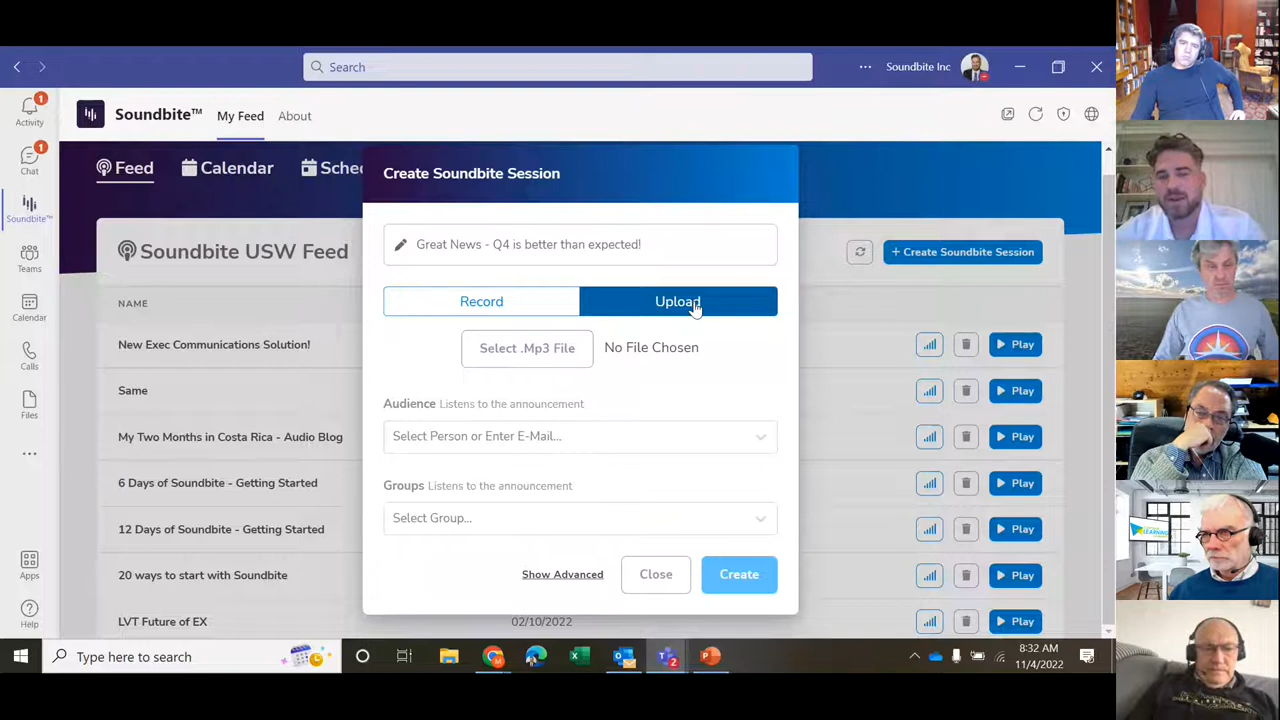 Search
Soundbite Inc
Activity
Chat
Soundbite™
Teams
Calendar
Calls
Files
Apps
Help
Soundbite™ My Feed About
Feed Calendar Sche
Soundbite USW Feed
+ Create Soundbite Session
NAME
New Exec Communications Solution! Play
Same Play
My Two Months in Costa Rica - Audio Blog Play
6 Days of Soundbite - Getting Started Play
12 Days of Soundbite - Getting Started Play
20 ways to start with Soundbite Play
LVT Future of EX 02/10/2022 Play
Create Soundbite Session
Great News - Q4 is better than expected!
Record Upload
Select .Mp3 File No File Chosen
Audience Listens to the announcement
Select Person or Enter E-Mail...
Groups Listens to the announcement
Select Group...
Show Advanced Close Create
Type here to search
8:32 AM
11/4/2022
LEARNING